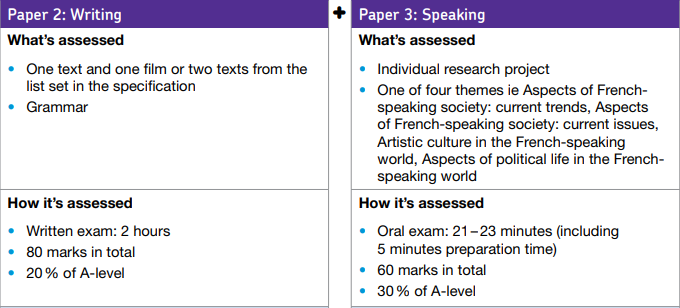 Paper 2: Writing
What's assessed
• One text and one film or two texts from the
list set in the specification
• Grammar
How it's assessed
• Written exam: 2 hours
• 80 marks in total
• 20 % of A-level
+
Paper 3: Speaking
What's assessed
• Individual research project
• One of four themes ie Aspects of French-
speaking society: current trends, Aspects
of French-speaking society: current issues,
Artistic culture in the French-speaking
world, Aspects of political life in the French-
speaking world
How it's assessed
• Oral exam: 21–23 minutes (including
5 minutes preparation time)
• 60 marks in total
• 30 % of A-level